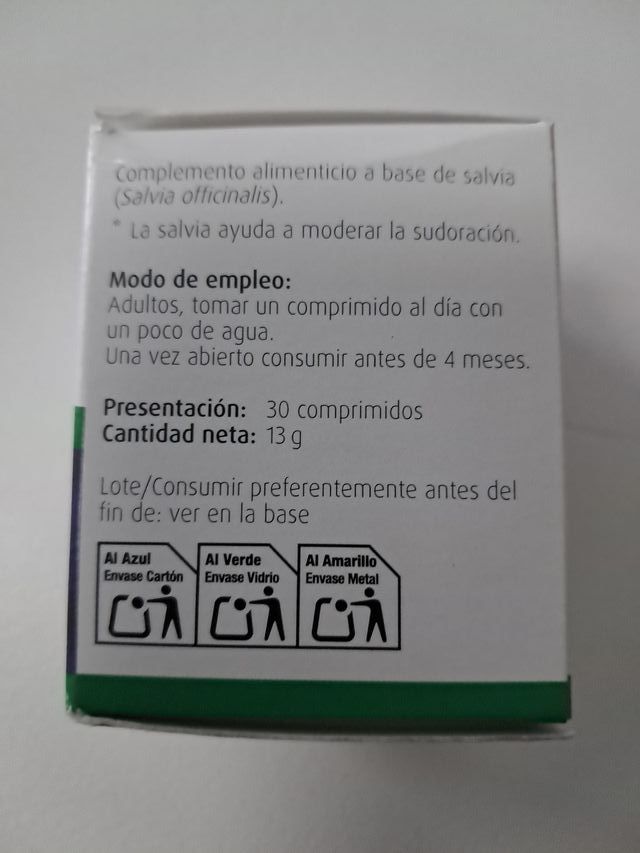 Complemento alimenticio a base de salvia
(Salvia officinalis).
* La salvia ayuda a moderar la sudoración.
Modo de empleo:
Adultos, tomar un comprimido al día con
un poco de agua.
Una vez abierto consumir antes de 4 meses.
Presentación: 30 comprimidos
Cantidad neta: 13 g
Lote/Consumir preferentemente antes del
fin de: ver en la base
Al Azul
Envase Cartón
Al Verde
Envase Vidrio
Al Amarillo
Envase Metal